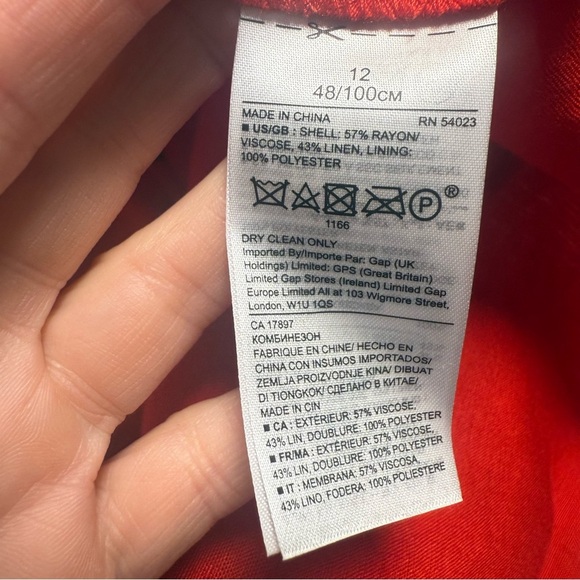 12
48/100СМ
MADE IN CHINA RN 54023
■ US/GB : SHELL: 57% RAYON/
VISCOSE, 43% LINEN, LINING:
100% POLYESTER
P®
1166
DRY CLEAN ONLY
Imported By/Importe Par: Gap (UK
Holdings) Limited: GPS (Great Britain)
Limited Gap Stores (Ireland) Limited Gap
Europe Limited All at 103 Wigmore Street,
London, W1U 1QS
CA 17897
КОМБИНЕЗОН
FABRIQUE EN CHINE/ HECHO EN
CHINA CON INSUMOS IMPORTADOS/
ZEMLJA PROIZVODNJE KINA/ DIBUAT
DI TIONGKOK/ СДЕЛАНО В КИТАЕ/
MADE IN CIN
■ CA : EXTÉRIEUR: 57% VISCOSE,
43% LIN, DOUBLURE: 100% POLYESTER
■ FR/MA : EXTÉRIEUR: 57% VISCOSE,
43% LIN, DOUBLURE: 100% POLYESTER
■ IT : MEMBRANA: 57% VISCOSA,
43% LINO, FODERA: 100% POLIESTERE